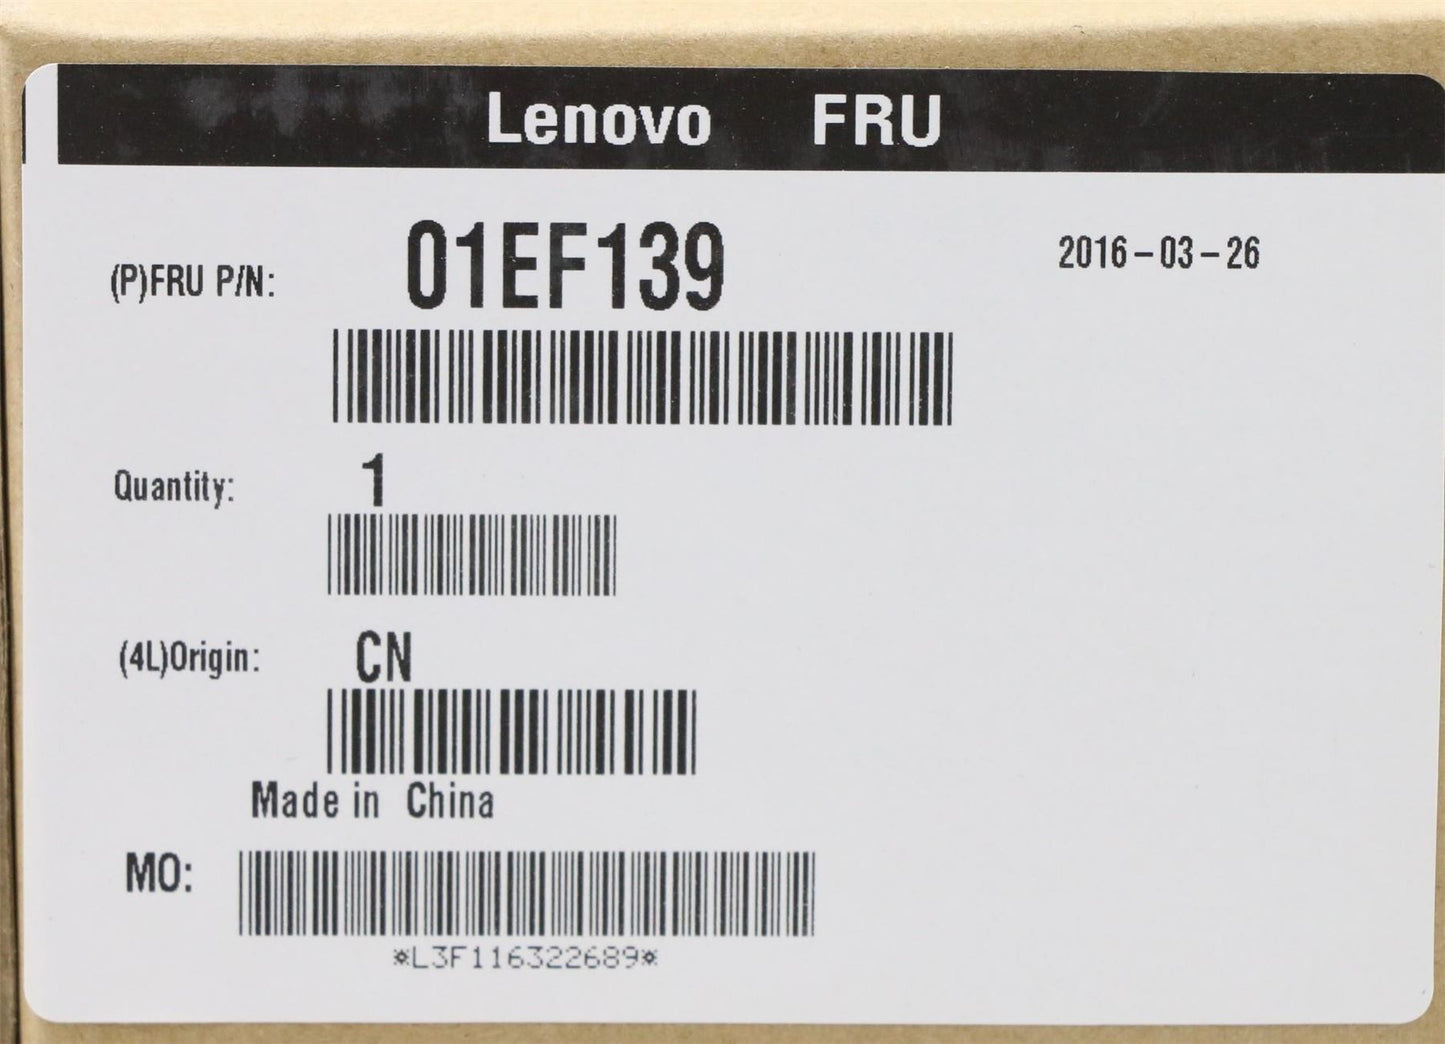 Lenovo FRU
(P)FRU P/N: 01EF139 2016-03-26
Quantity: 1
(4L)Origin: CN
Made in China
MO:
*L3F116322689*